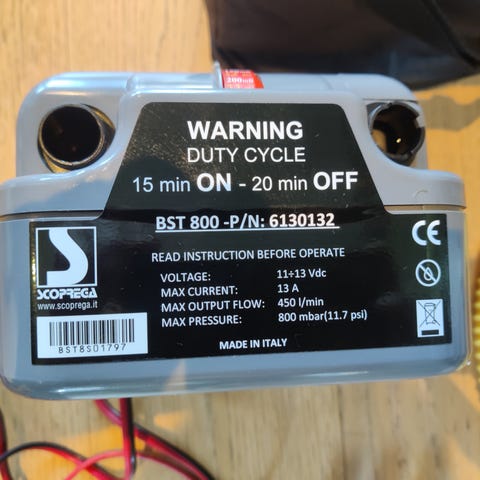 200mB
WARNING
DUTY CYCLE
15 min ON - 20 min OFF
BST 800 -P/N: 6130132
READ INSTRUCTION BEFORE OPERATE
VOLTAGE: 11÷13 Vdc
MAX CURRENT: 13 A
MAX OUTPUT FLOW: 450 l/min
MAX PRESSURE: 800 mbar(11.7 psi)
MADE IN ITALY
SCOPREGA
www.scoprega.it
BST8S01797
CE